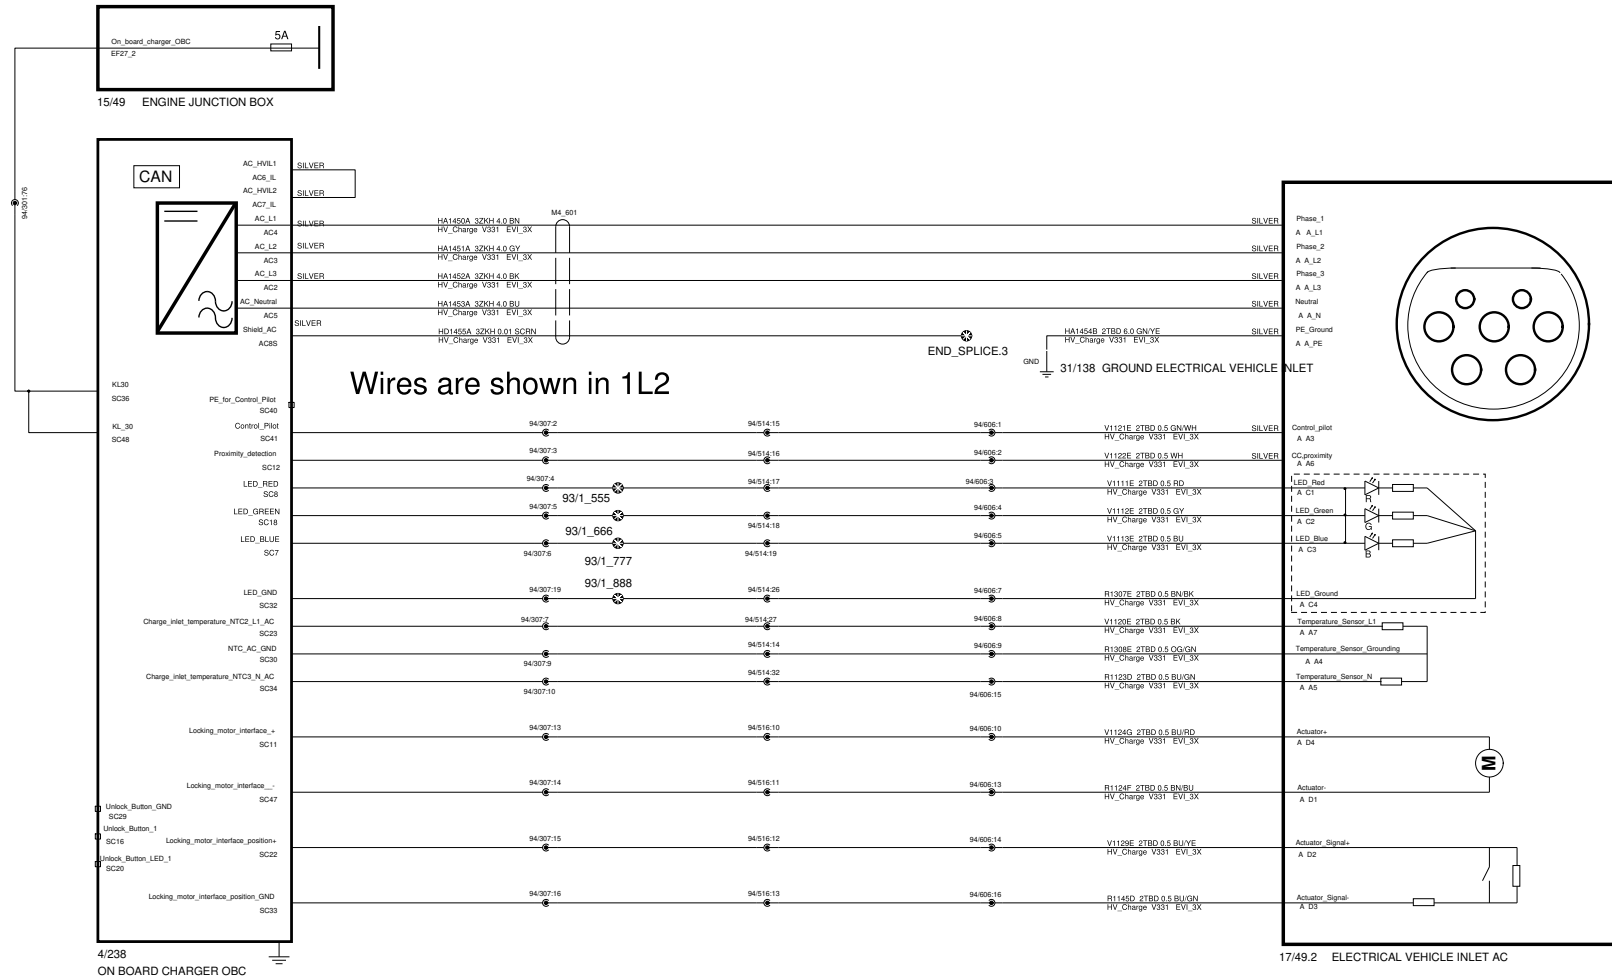 5A
On_board_charger_OBC
EF27_2
15/49 ENGINE JUNCTION BOX
94/301:76
CAN
AC_HVIL1
AC6_IL
AC_HVIL2
AC7_IL
AC_L1
AC4
AC_L2
AC3
AC_L3
AC2
AC_Neutral
AC5
Shield_AC
AC8S
SILVER
SILVER
SILVER
SILVER
SILVER
SILVER
M4_601
HA1450A 3ZKH 4.0 BN
HV_Charge V331 EVI_3X
HA1451A 3ZKH 4.0 GY
HV_Charge V331 EVI_3X
HA1452A 3ZKH 4.0 BK
HV_Charge V331 EVI_3X
HA1453A 3ZKH 4.0 BU
HV_Charge V331 EVI_3X
HD1455A 3ZKH 0.01 SCRN
HV_Charge V331 EVI_3X
END_SPLICE.3
HA1454B 2TBD 6.0 GN/YE
HV_Charge V331 EVI_3X
GND
31/138 GROUND ELECTRICAL VEHICLE INLET
SILVER
SILVER
SILVER
SILVER
SILVER
Phase_1
A A_L1
Phase_2
A A_L2
Phase_3
A A_L3
Neutral
A A_N
PE_Ground
A A_PE
Wires are shown in 1L2
KL30
SC36
KL_30
SC48
PE_for_Control_Pilot
SC40
Control_Pilot
SC41
94/307:2
94/514:15
94/606:1
V1121E 2TBD 0.5 GN/WH
HV_Charge V331 EVI_3X
SILVER
Control_pilot
A A3
Proximity_detection
SC12
94/307:3
94/514:16
94/606:2
V1122E 2TBD 0.5 WH
HV_Charge V331 EVI_3X
SILVER
CC,proximity
A A6
LED_RED
SC8
94/307:4
93/1_555
94/514:17
94/606:3
V1111E 2TBD 0.5 RD
HV_Charge V331 EVI_3X
LED_Red
A C1
R
LED_GREEN
SC18
94/307:5
93/1_666
94/514:18
94/606:4
V1112E 2TBD 0.5 GY
HV_Charge V331 EVI_3X
LED_Green
A C2
G
LED_BLUE
SC7
94/307:6
93/1_777
94/514:19
94/606:5
V1113E 2TBD 0.5 BU
HV_Charge V331 EVI_3X
LED_Blue
A C3
B
LED_GND
SC32
94/307:19
93/1_888
94/514:26
94/606:7
R1307E 2TBD 0.5 BN/BK
HV_Charge V331 EVI_3X
LED_Ground
A C4
Charge_inlet_temperature_NTC2_L1_AC
SC23
94/307:7
94/514:27
94/606:8
V1120E 2TBD 0.5 BK
HV_Charge V331 EVI_3X
Temperature_Sensor_L1
A A7
NTC_AC_GND
SC30
94/307:9
94/514:14
94/606:9
R1308E 2TBD 0.5 OG/GN
HV_Charge V331 EVI_3X
Temperature_Sensor_Grounding
A A4
Charge_inlet_temperature_NTC3_N_AC
SC34
94/307:10
94/514:32
94/606:15
R1123D 2TBD 0.5 BU/GN
HV_Charge V331 EVI_3X
Temperature_Sensor_N
A A5
Locking_motor_interface_+
SC11
94/307:13
94/516:10
94/606:10
V1124G 2TBD 0.5 BU/RD
HV_Charge V331 EVI_3X
Actuator+
A D4
M
Locking_motor_interface__-
SC47
94/307:14
94/516:11
94/606:13
R1124F 2TBD 0.5 BN/BU
HV_Charge V331 EVI_3X
Actuator-
A D1
Unlock_Button_GND
SC29
Unlock_Button_1
SC16
Unlock_Button_LED_1
SC20
Locking_motor_interface_position+
SC22
94/307:15
94/516:12
94/606:14
V1129E 2TBD 0.5 BU/YE
HV_Charge V331 EVI_3X
Actuator_Signal+
A D2
Locking_motor_interface_position_GND
SC33
94/307:16
94/516:13
94/606:16
R1145D 2TBD 0.5 BU/GN
HV_Charge V331 EVI_3X
Actuator_Signal-
A D3
4/238
ON BOARD CHARGER OBC
17/49.2 ELECTRICAL VEHICLE INLET AC